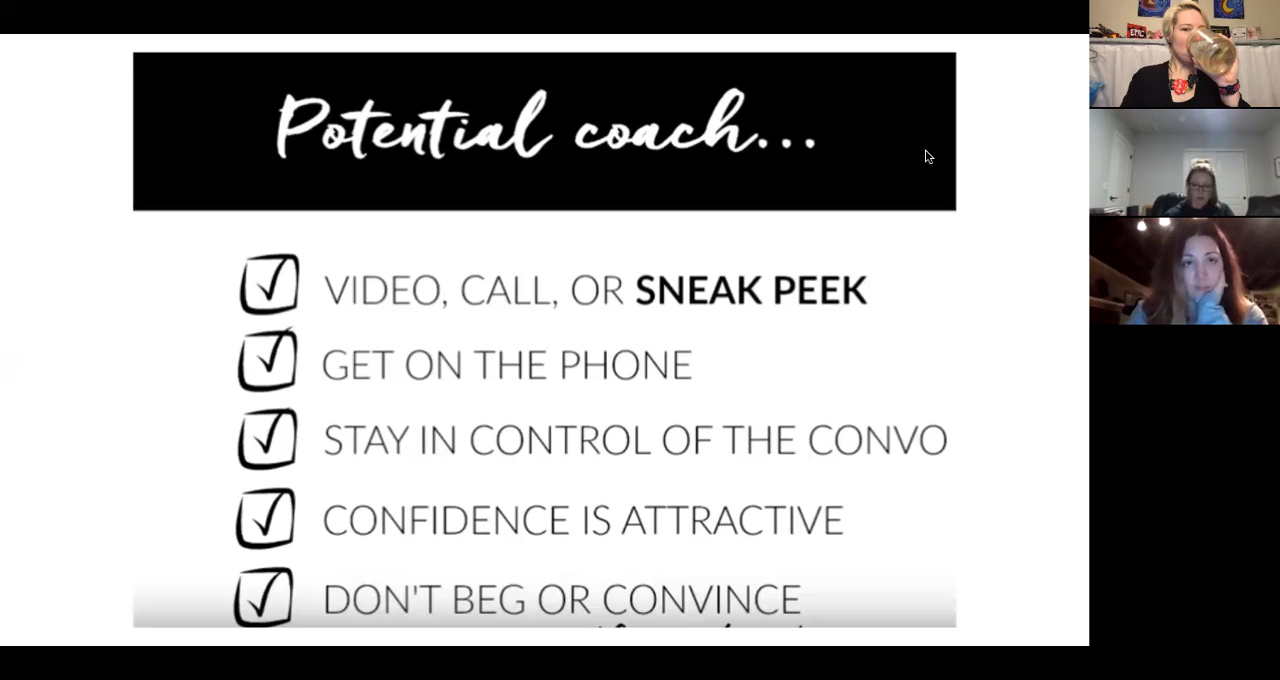 Potential coach...
VIDEO, CALL, OR SNEAK PEEK
GET ON THE PHONE
STAY IN CONTROL OF THE CONVO
CONFIDENCE IS ATTRACTIVE
DON'T BEG OR CONVINCE
EPIC